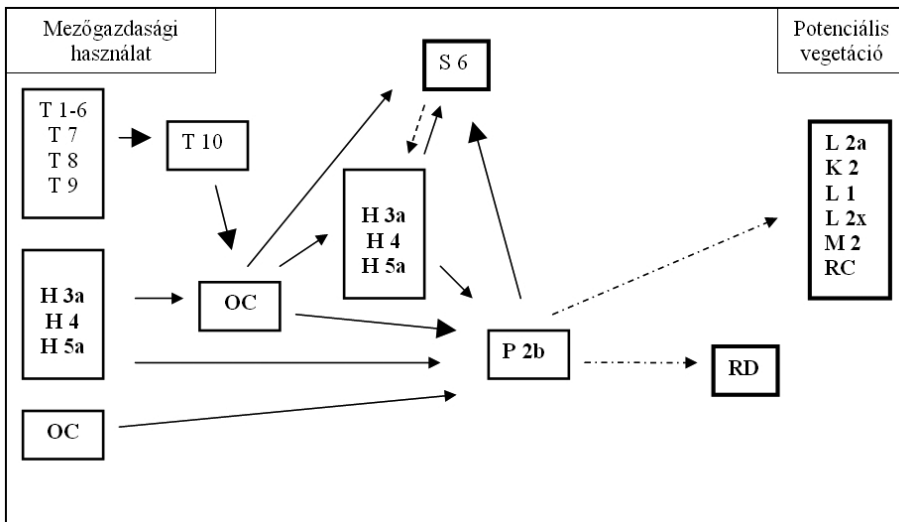 Mezőgazdasági
használat
Potenciális
vegetáció
S 6
T 1-6
T 7
T 8
T 9
T 10
H 3a
H 4
H 5a
L 2a
K 2
L 1
L 2x
M 2
RC
H 3a
H 4
H 5a
OC
P 2b
RD
OC